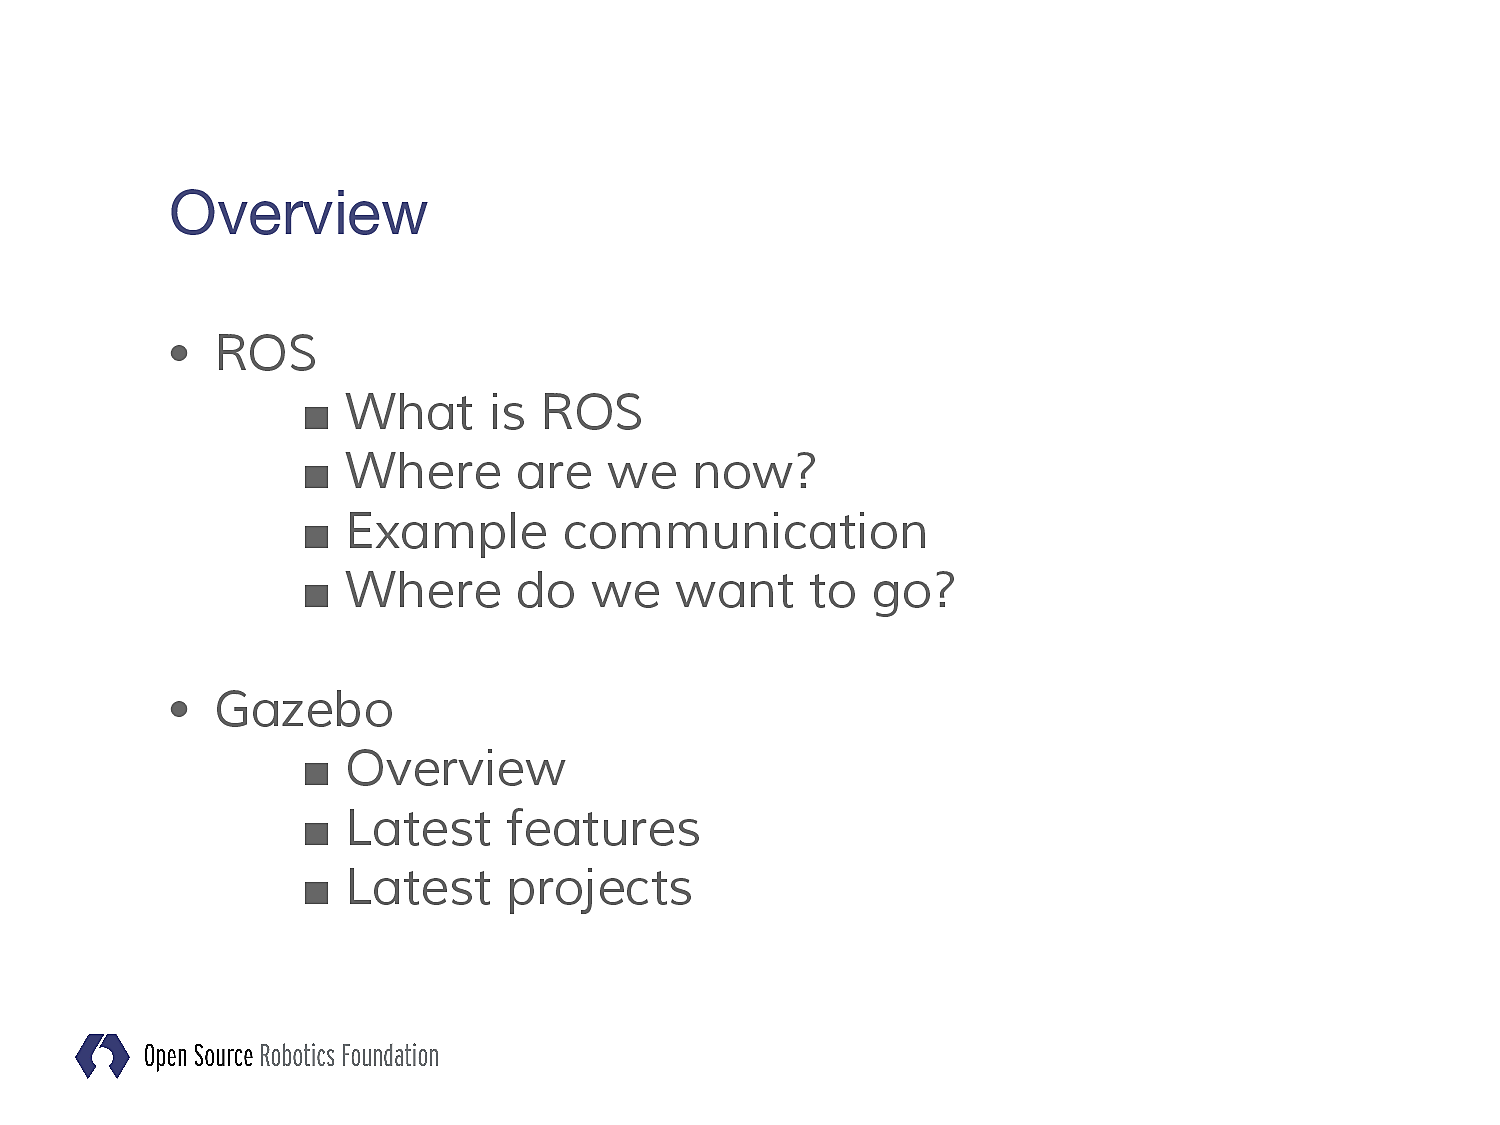 Overview
• ROS
■ What is ROS
■ Where are we now?
■ Example communication
■ Where do we want to go?
• Gazebo
■ Overview
■ Latest features
■ Latest projects
Open Source Robotics Foundation